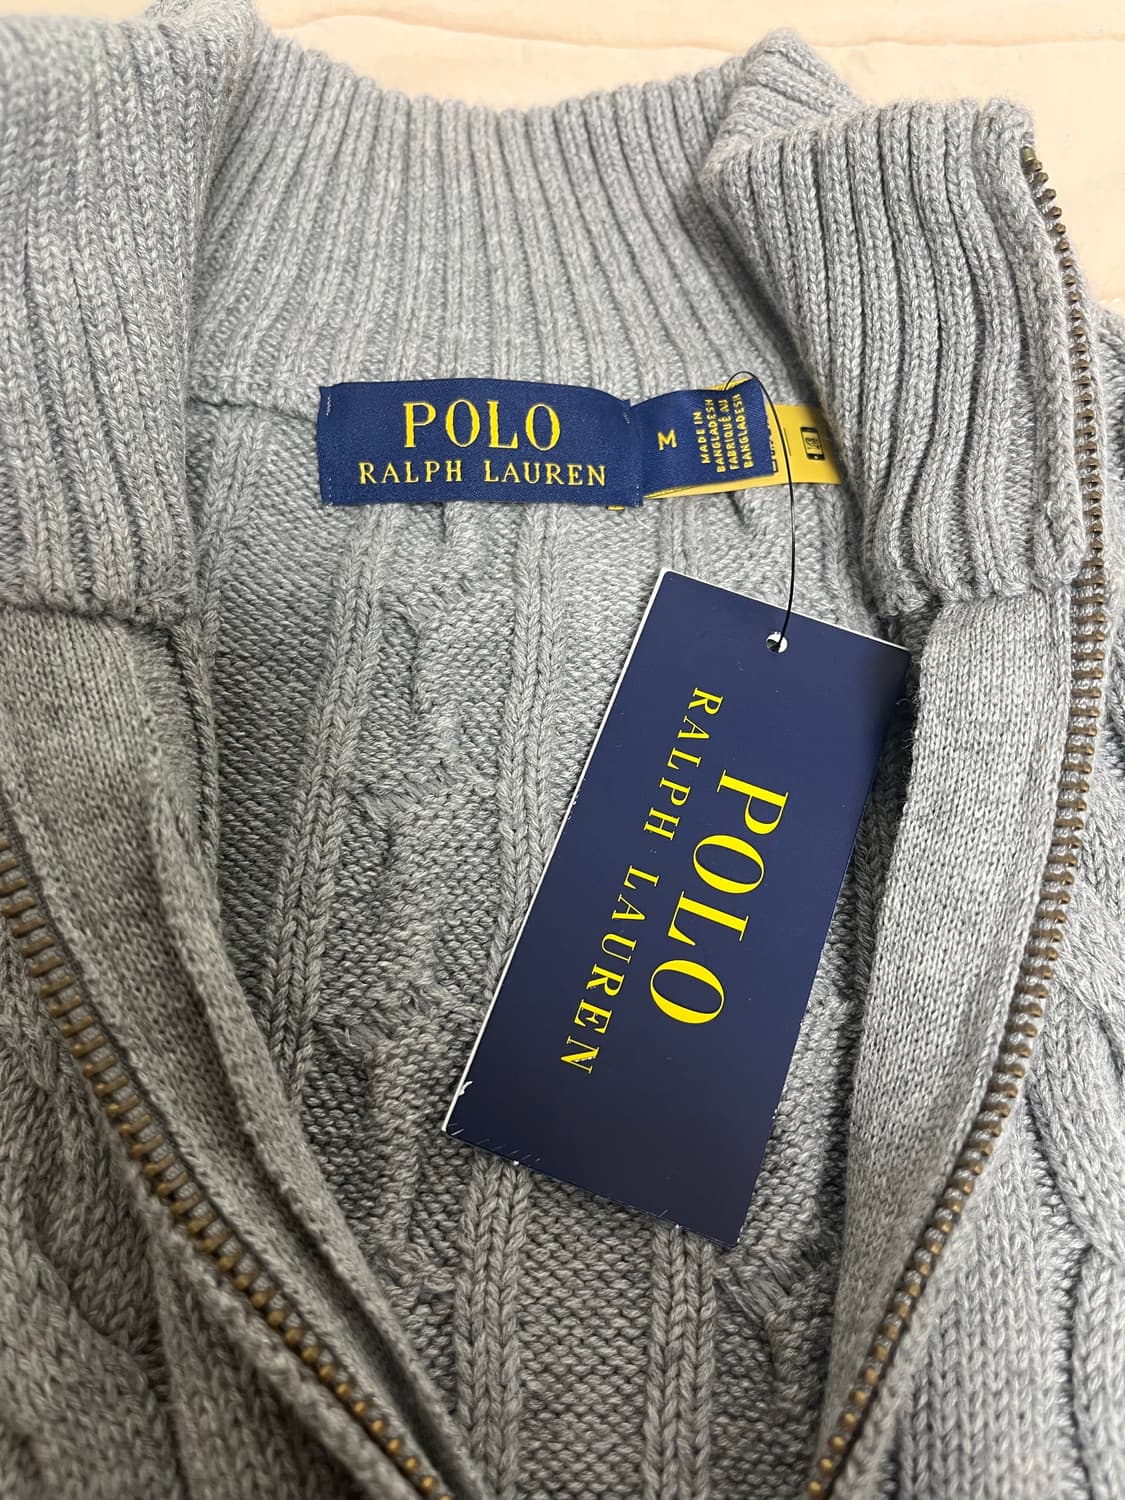 POLO
RALPH LAUREN
M
MADE IN
BANGLADESH
FABRIQUÉ AU
BANGLADESH
POLO
RALPH LAUREN